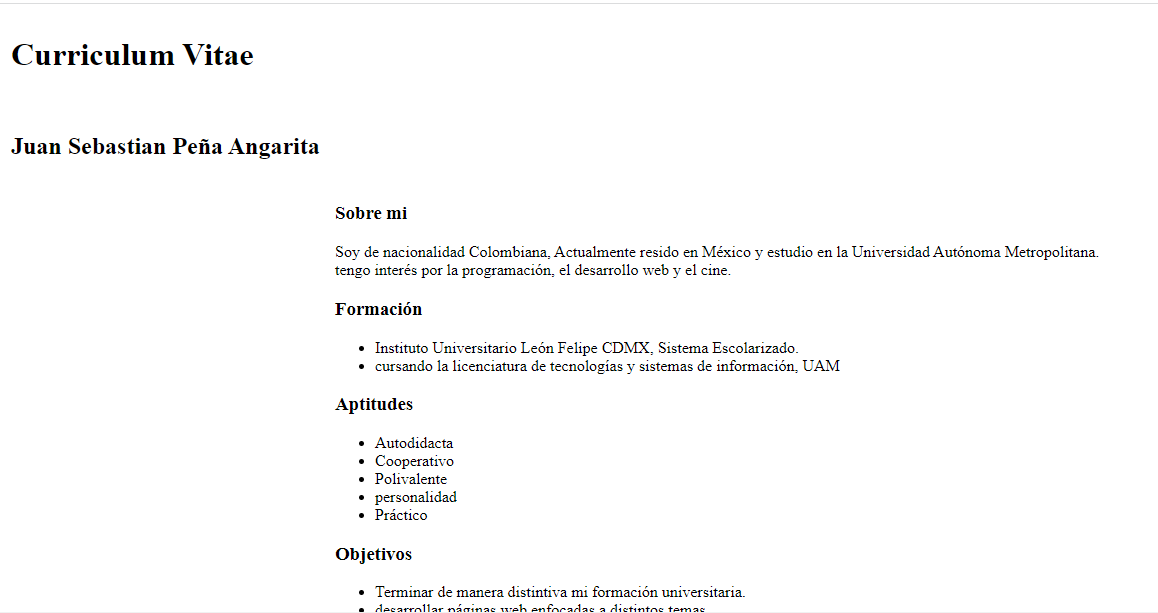 Curriculum Vitae
Juan Sebastian Peña Angarita
Sobre mi
Soy de nacionalidad Colombiana, Actualmente resido en México y estudio en la Universidad Autónoma Metropolitana.
tengo interés por la programación, el desarrollo web y el cine.
Formación
Instituto Universitario León Felipe CDMX, Sistema Escolarizado.
cursando la licenciatura de tecnologías y sistemas de información, UAM
Aptitudes
Autodidacta
Cooperativo
Polivalente
personalidad
Práctico
Objetivos
Terminar de manera distintiva mi formación universitaria.
desarrollar páginas web enfocadas a distintos temas